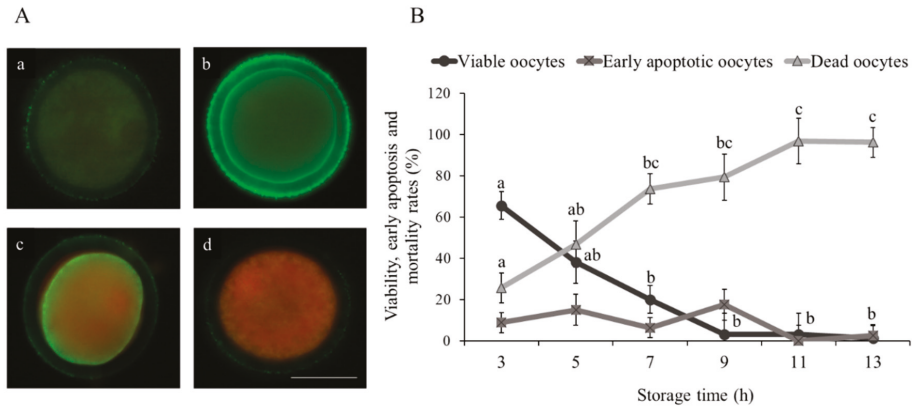 A
a
b
c
d
B
Viable oocytes Early apoptotic oocytes Dead oocytes
Viability, early apoptosis and
mortality rates (%)
120
100
80
60
40
20
0
a
a
ab
ab
bc
b
bc
b
c
b
c
b
3 5 7 9 11 13
Storage time (h)